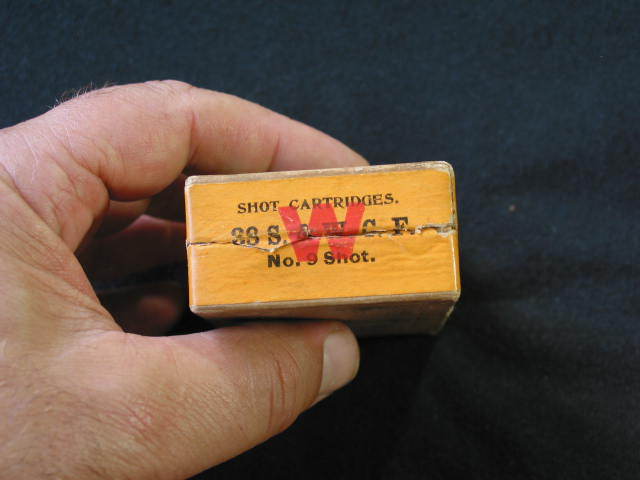 SHOT CARTRIDGES.
38 S. & W. C. F.
W
No. 9 Shot.